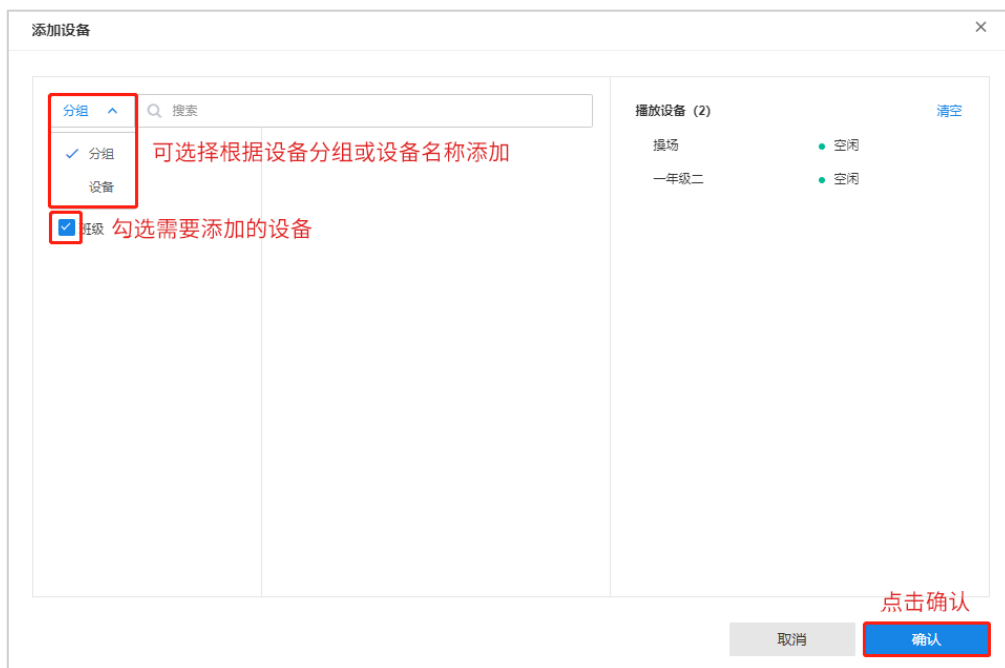 添加设备
分组
搜索
播放设备（2）
清空
分组
可选择根据设备分组或设备名称添加
操场
空闲
设备
一年级二
空闲
班级
勾选需要添加的设备
点击确认
取消
确认